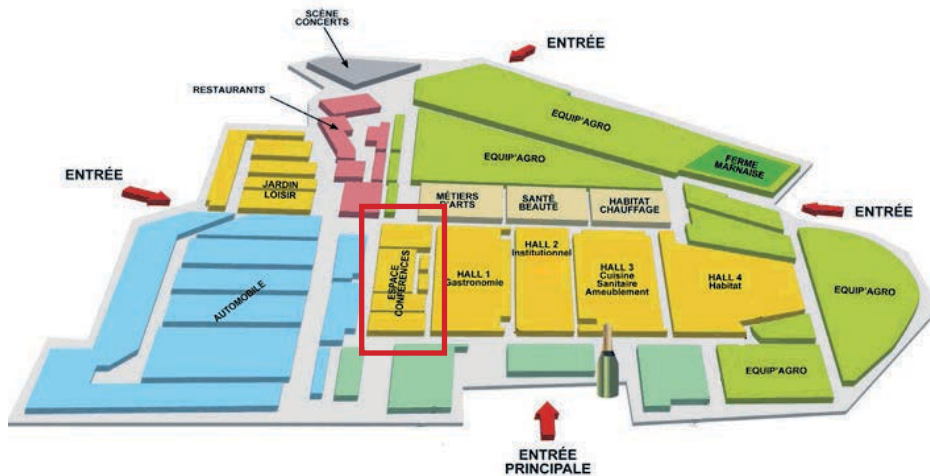 SCÈNE
CONCERTS
ENTRÉE
RESTAURANTS
EQUIP'AGRO
FERME
MARNAISE
EQUIP'AGRO
ENTRÉE
JARDIN
LOISIR
MÉTIERS
D'ARTS
SANTÉ
BEAUTÉ
HABITAT
CHAUFFAGE
ENTRÉE
HALL 1
Gastronomie
HALL 2
Institutionnel
HALL 3
Cuisine
Sanitaire
Ameublement
HALL 4
Habitat
ESPACE
CONFÉRENCES
AUTOMOBILE
EQUIP'AGRO
EQUIP'AGRO
ENTRÉE
PRINCIPALE